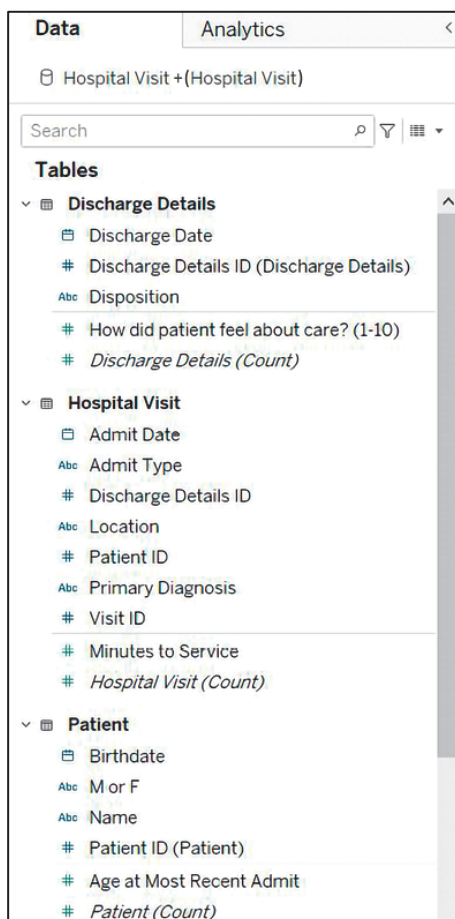 Data Analytics
Hospital Visit +(Hospital Visit)
Search
Tables
Discharge Details
Discharge Date
# Discharge Details ID (Discharge Details)
Abc Disposition
# How did patient feel about care? (1-10)
# Discharge Details (Count)
Hospital Visit
Admit Date
Abc Admit Type
# Discharge Details ID
Abc Location
# Patient ID
Abc Primary Diagnosis
# Visit ID
# Minutes to Service
# Hospital Visit (Count)
Patient
Birthdate
Abc M or F
Abc Name
# Patient ID (Patient)
# Age at Most Recent Admit
# Patient (Count)